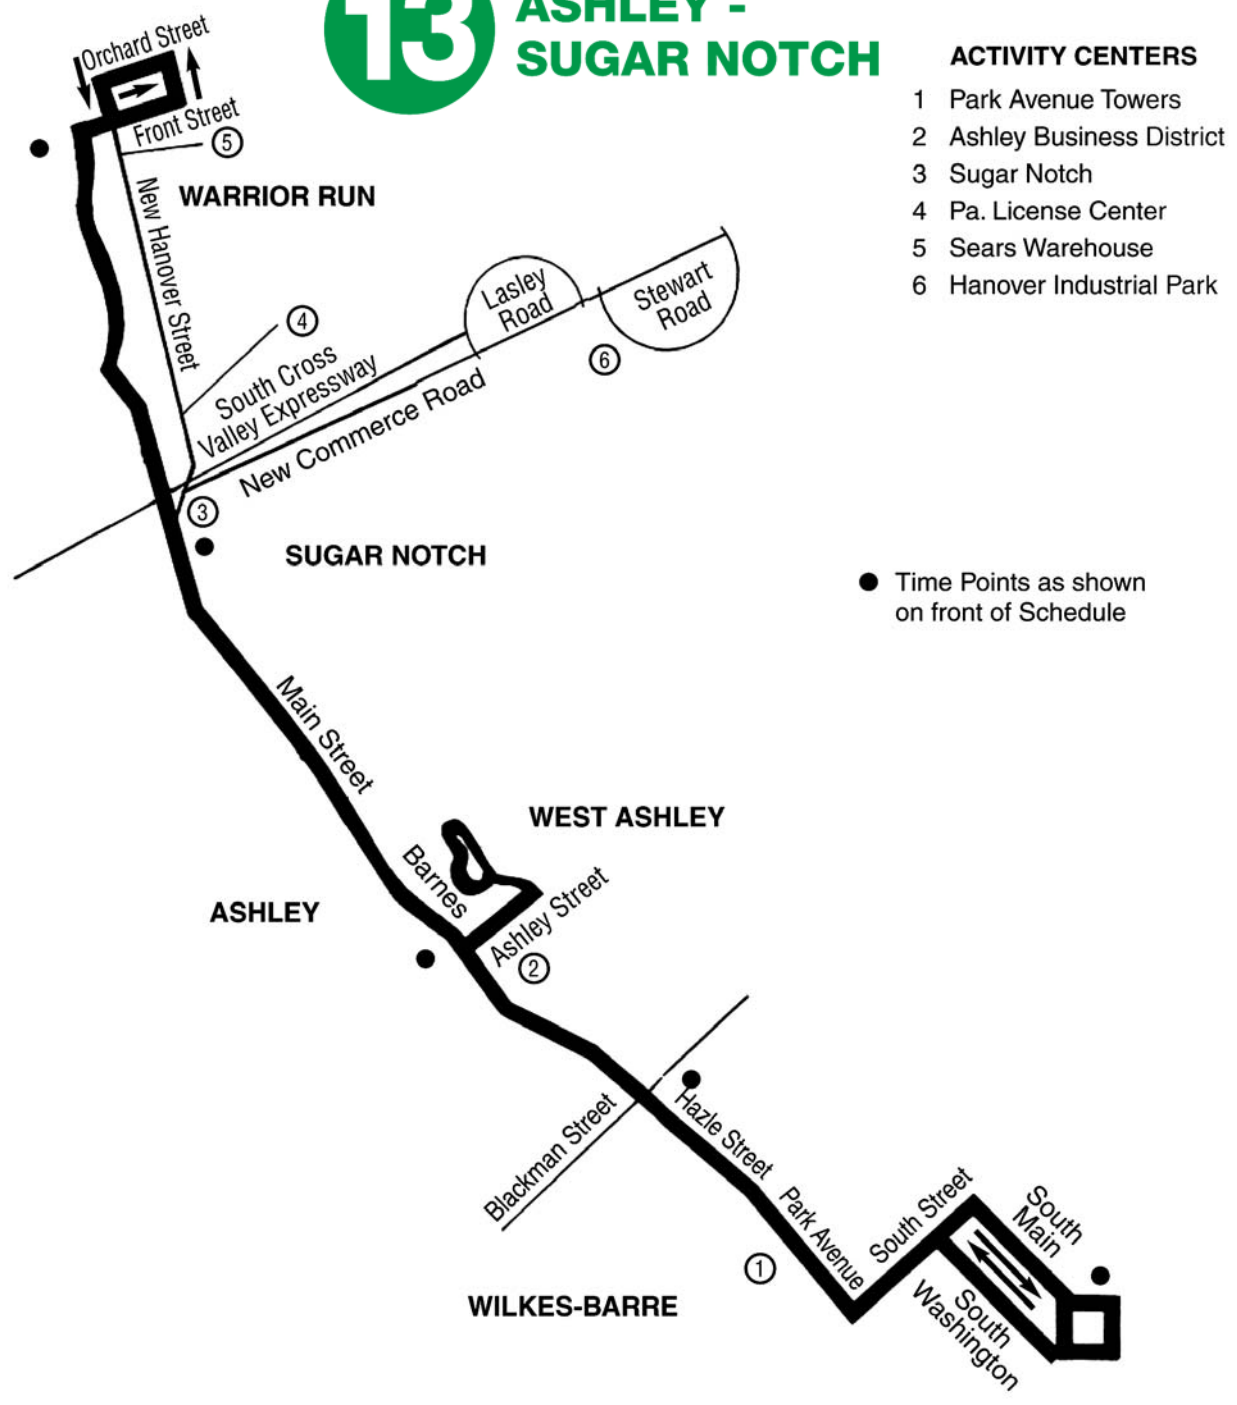 13
ASHLEY -
SUGAR NOTCH
ACTIVITY CENTERS
1 Park Avenue Towers
2 Ashley Business District
3 Sugar Notch
4 Pa. License Center
5 Sears Warehouse
6 Hanover Industrial Park
Orchard Street
Front Street
5
WARRIOR RUN
New Hanover Street
4
South Cross
Valley Expressway
Lasley
Road
Stewart
Road
6
New Commerce Road
3
SUGAR NOTCH
Time Points as shown
on front of Schedule
Main Street
WEST ASHLEY
Barnes
ASHLEY
Ashley Street
2
Blackman Street
Hazle Street
Park Avenue
1
South Street
South
Main
South
Washington
WILKES-BARRE